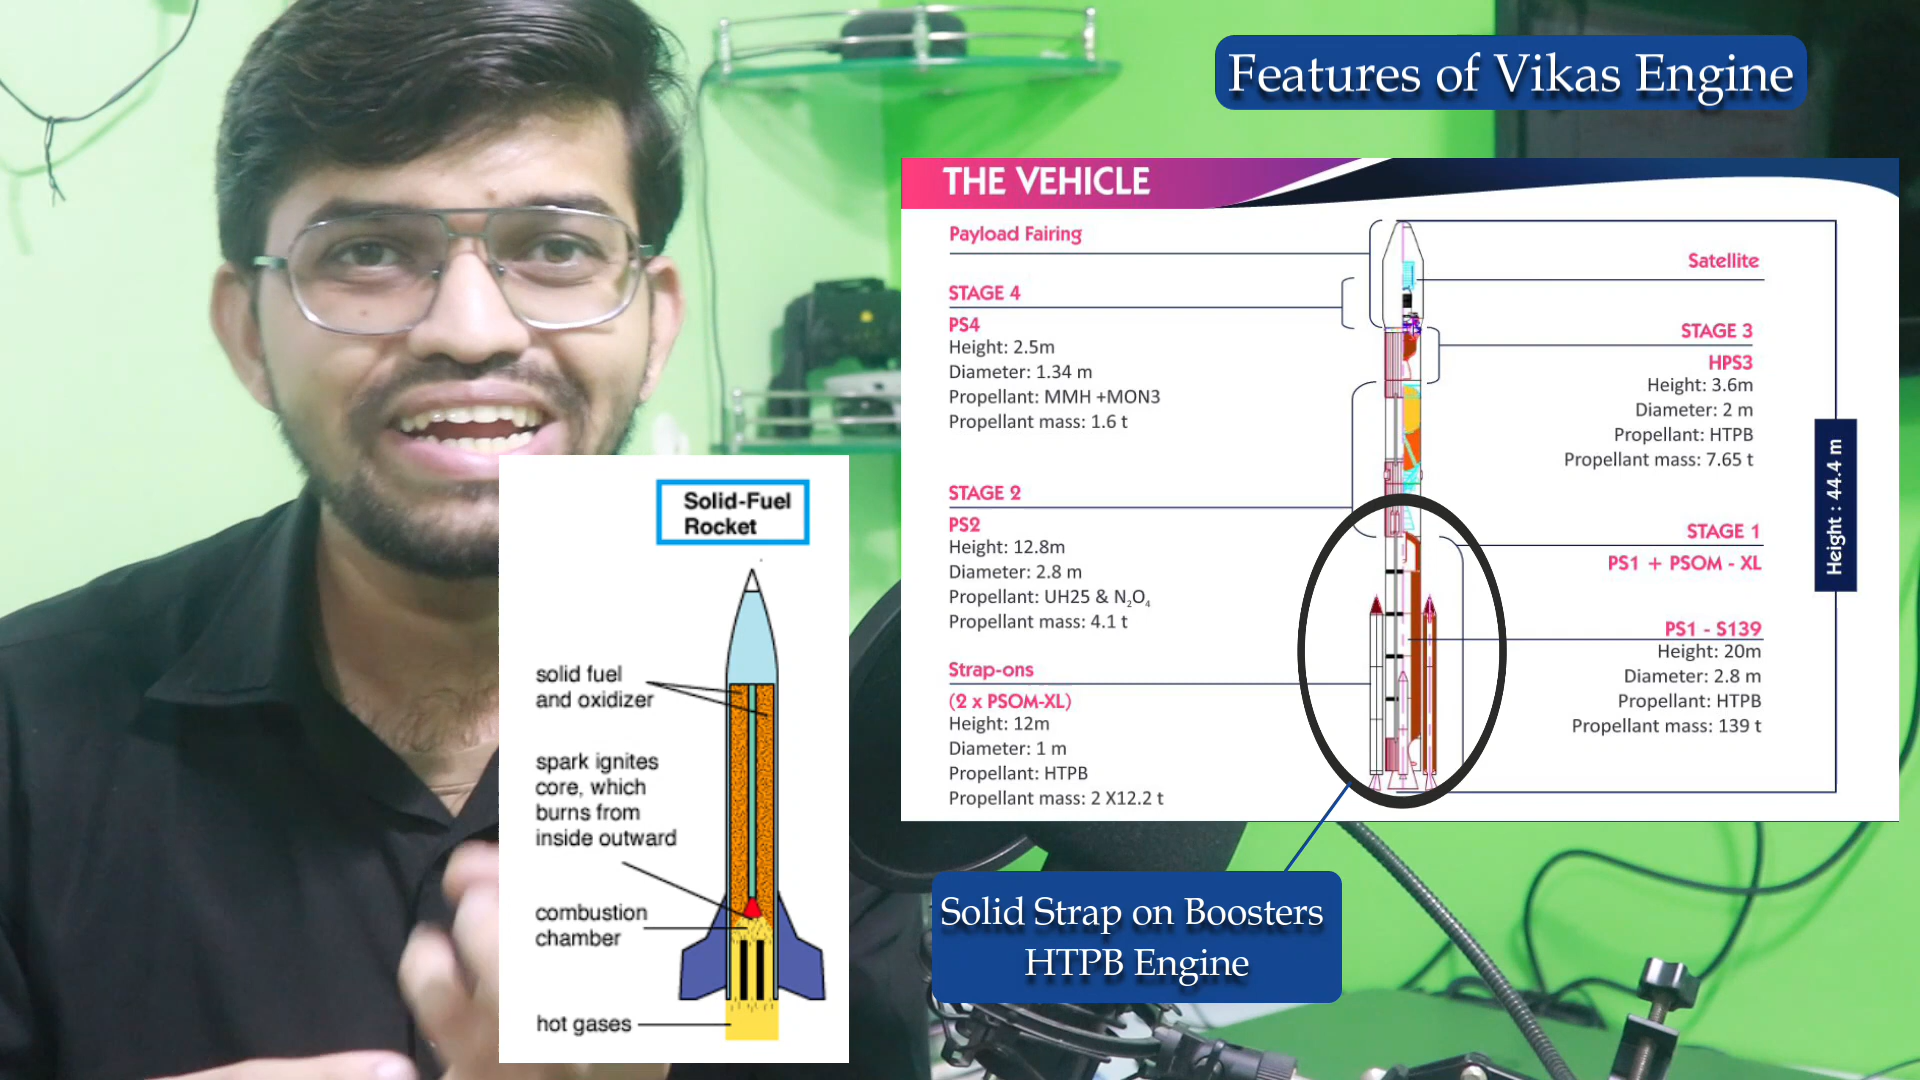 Features of Vikas Engine
THE VEHICLE
Payload Fairing
STAGE 4
PS4
Height: 2.5m
Diameter: 1.34 m
Propellant: MMH +MON3
Propellant mass: 1.6 t
STAGE 2
PS2
Height: 12.8m
Diameter: 2.8 m
Propellant: UH25 & N₂O₄
Propellant mass: 4.1 t
Strap-ons
(2 x PSOM-XL)
Height: 12m
Diameter: 1 m
Propellant: HTPB
Propellant mass: 2 X12.2 t
Satellite
STAGE 3
HPS3
Height: 3.6m
Diameter: 2 m
Propellant: HTPB
Propellant mass: 7.65 t
STAGE 1
PS1 + PSOM - XL
PS1 - S139
Height: 20m
Diameter: 2.8 m
Propellant: HTPB
Propellant mass: 139 t
Height : 44.4 m
Solid-Fuel
Rocket
solid fuel
and oxidizer
spark ignites
core, which
burns from
inside outward
combustion
chamber
hot gases
Solid Strap on Boosters
HTPB Engine